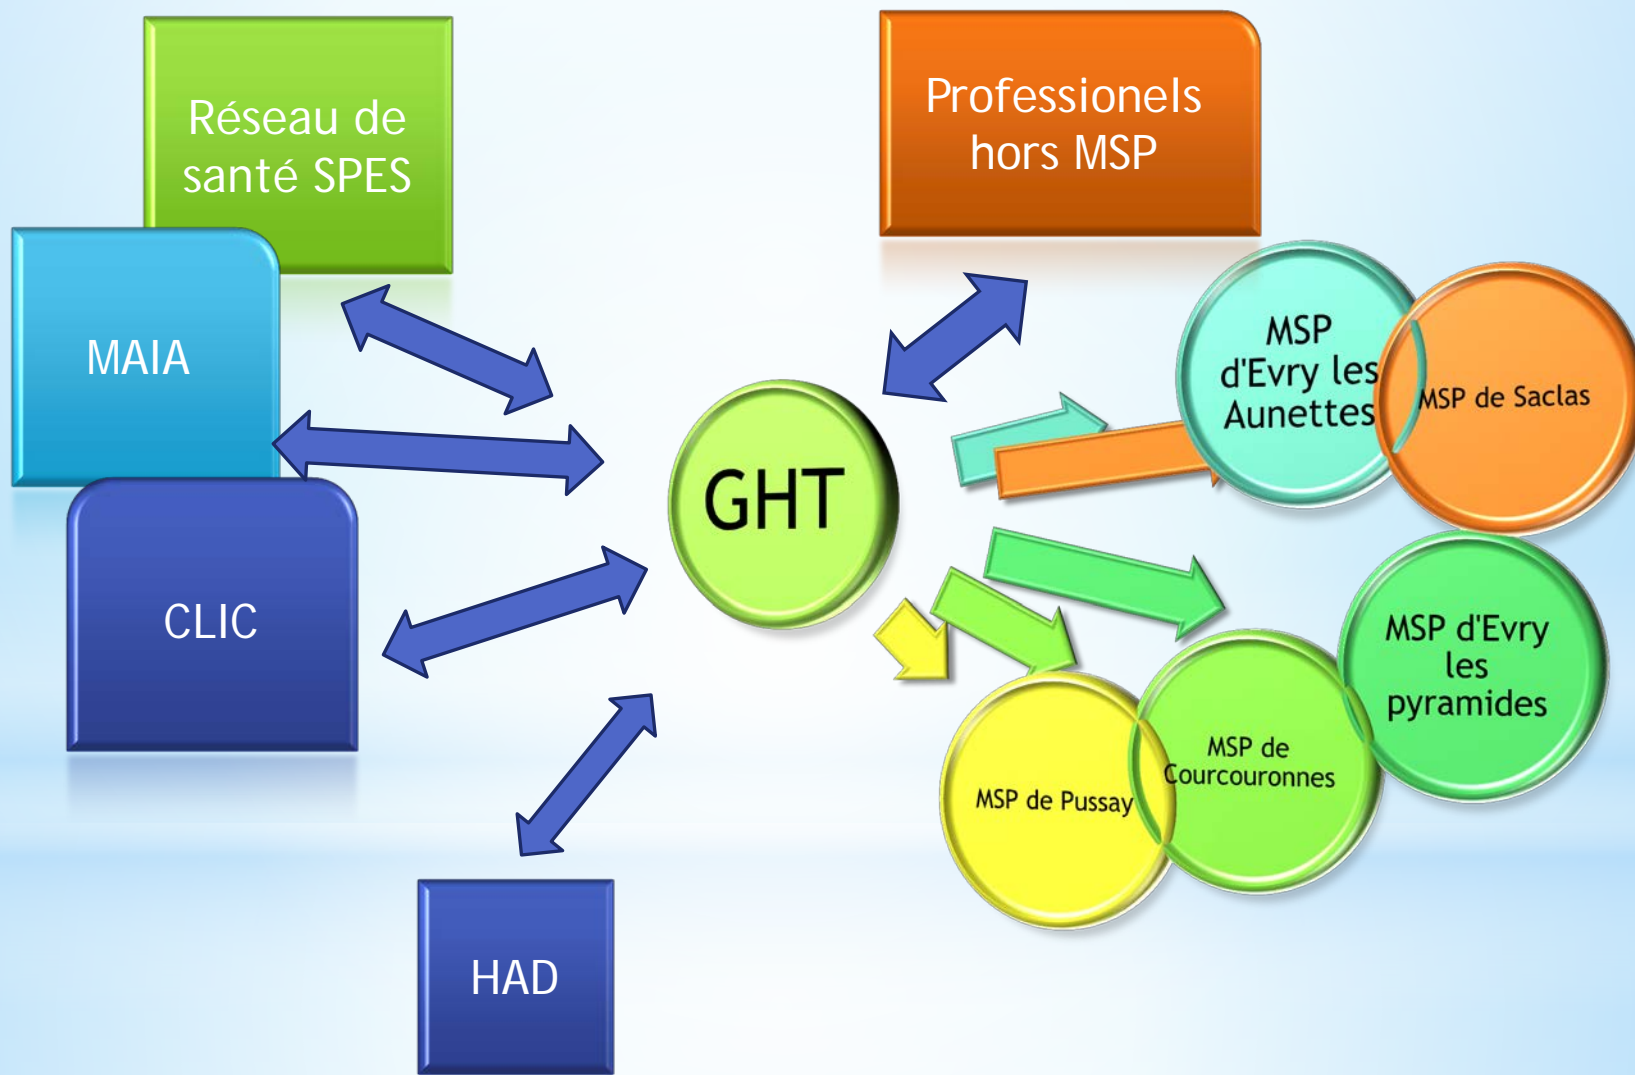 Réseau de
santé SPES
Professionels
hors MSP
MAIA
MSP
d'Evry les
Aunettes
MSP de Saclas
GHT
CLIC
MSP d'Evry
les
pyramides
MSP de
Courcouronnes
MSP de Pussay
HAD